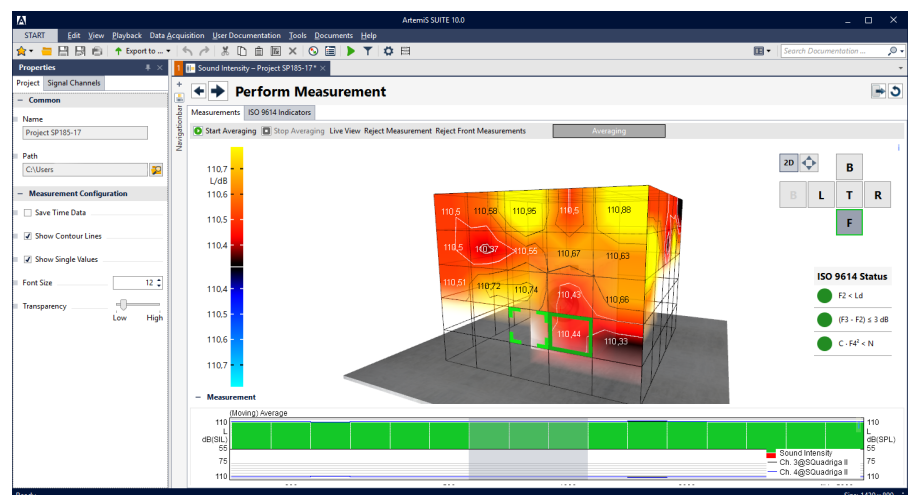 ArtemiS SUITE 10.0
START Edit View Playback Data Acquisition User Documentation Tools Documents Help
Export to ...
Search Documentation ...
Properties
1 Sound Intensity – Project SP185-17*
Project Signal Channels
Perform Measurement
Common
Name
Project SP185-17
Path
C:\Users
Measurement Configuration
Save Time Data
Show Contour Lines
Show Single Values
Font Size 12
Transparency
Low High
Navigationbar
Measurements ISO 9614 Indicators
Start Averaging Stop Averaging Live View Reject Measurement Reject Front Measurements Averaging
110,7
L/dB
110,6
110,5
110,4
110,4
110,5
110,6
110,7
110,5 110,58 110,95 110,5 110,88
110,5 110,37 110,55 110,67 110,63
110,51 110,72 110,74 110,43 110,66
110,44 110,33
2D B
B L T R
F
ISO 9614 Status
F2 < Ld
(F3 - F2) ≤ 3 dB
C · F4² < N
Measurement
(Moving) Average
110
L
dB(SIL)
55
75
110
110
L
dB(SPL)
55
75
110
Sound Intensity
Ch. 3@SQuadriga II
Ch. 4@SQuadriga II